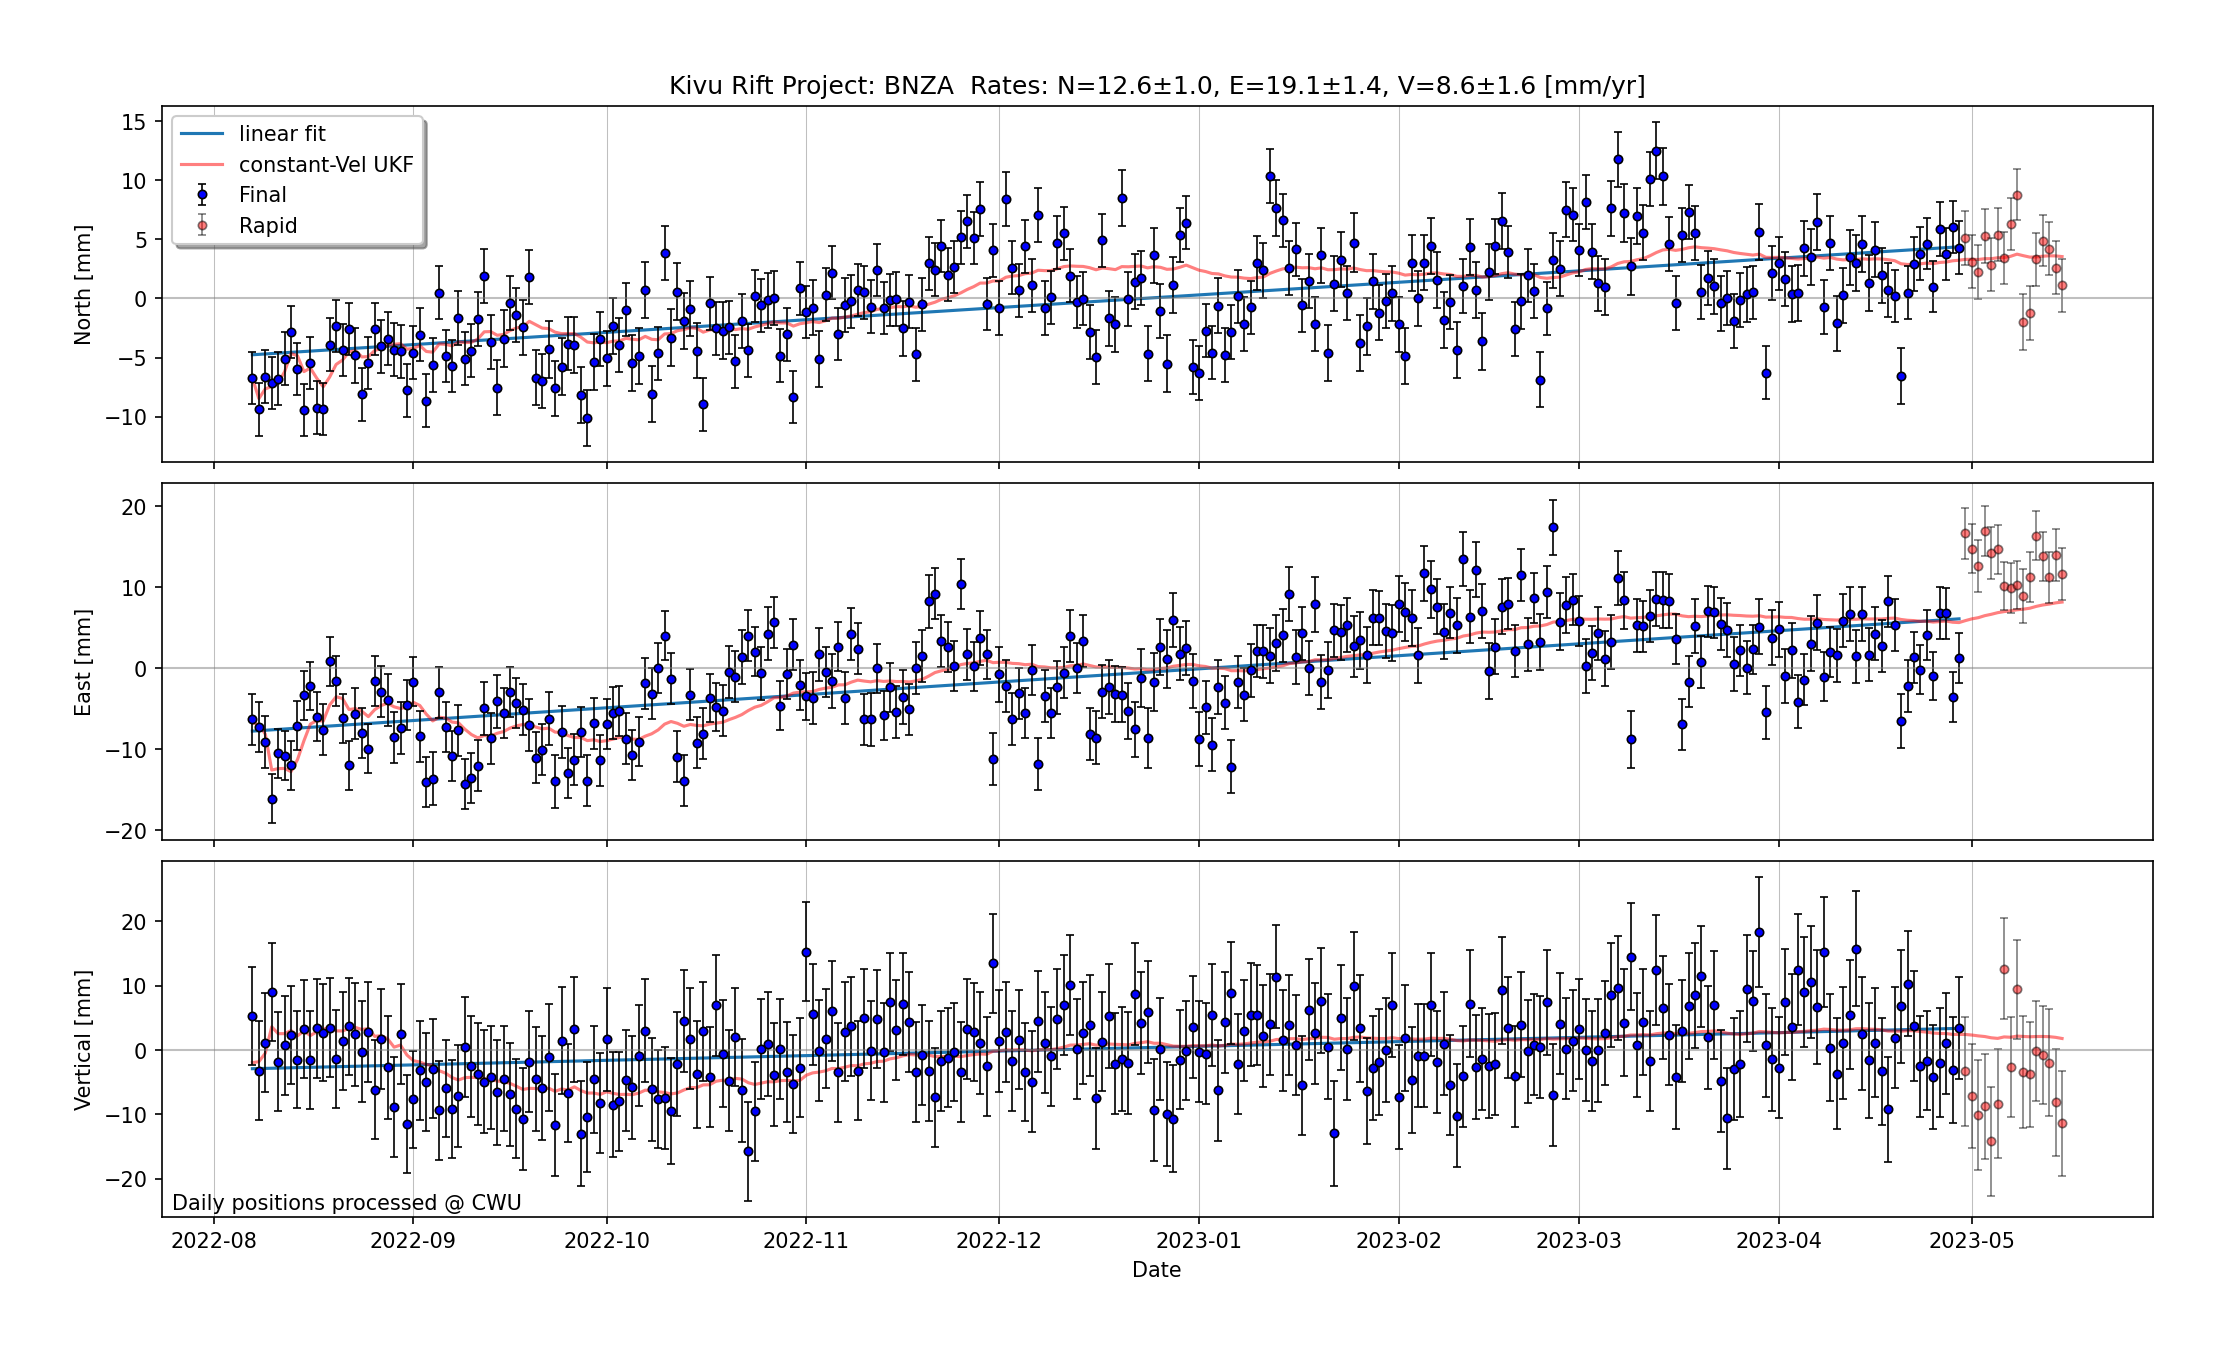 Kivu Rift Project: BNZA  Rates: N=12.6±1.0, E=19.1±1.4, V=8.6±1.6 [mm/yr]
linear fit
constant-Vel UKF
Final
Rapid
North [mm]
15
10
5
0
−5
−10
East [mm]
20
10
0
−10
−20
Vertical [mm]
20
10
0
−10
−20
Daily positions processed @ CWU
2022-08 2022-09 2022-10 2022-11 2022-12 2023-01 2023-02 2023-03 2023-04 2023-05
Date